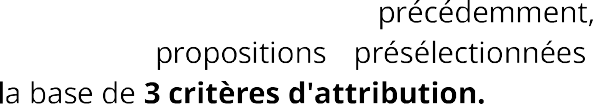 précédemment,
propositions présélectionnées
la base de 3 critères d'attribution.